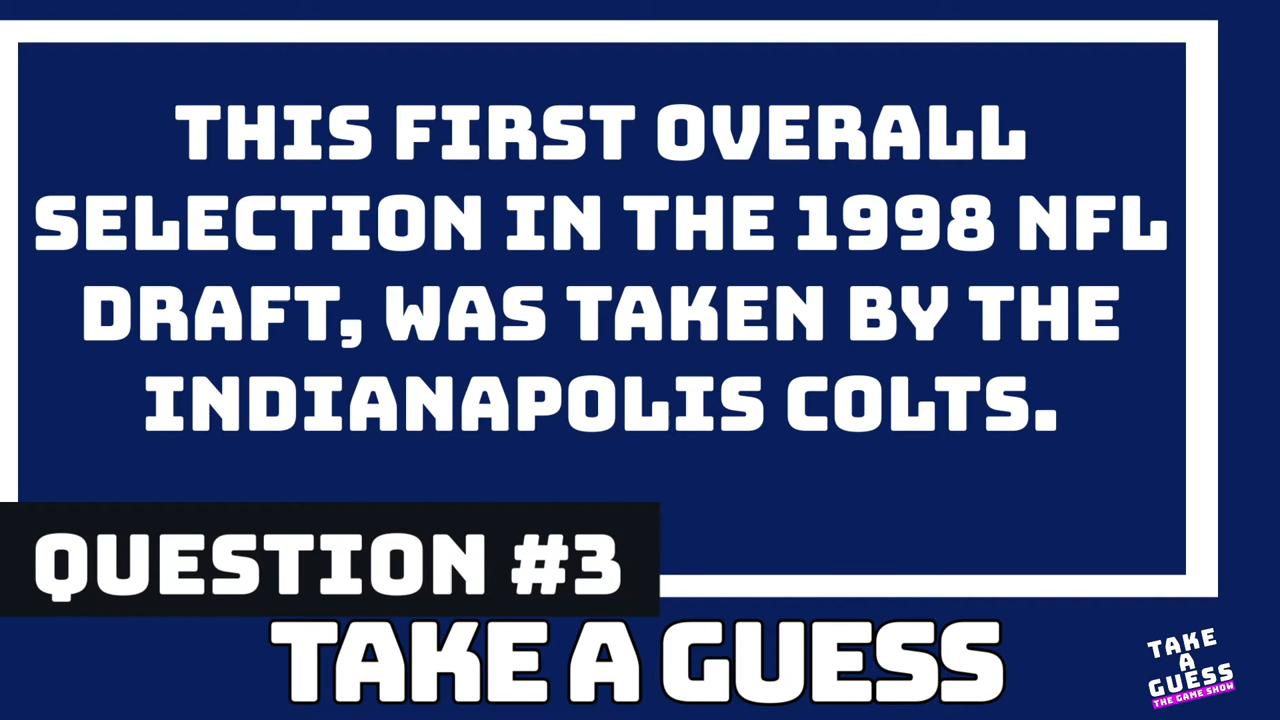 THIS FIRST OVERALL
SELECTION IN THE 1998 NFL
DRAFT, WAS TAKEN BY THE
INDIANAPOLIS COLTS.
QUESTION #3
TAKE A GUESS
TAKE
A
GUESS
THE GAME SHOW